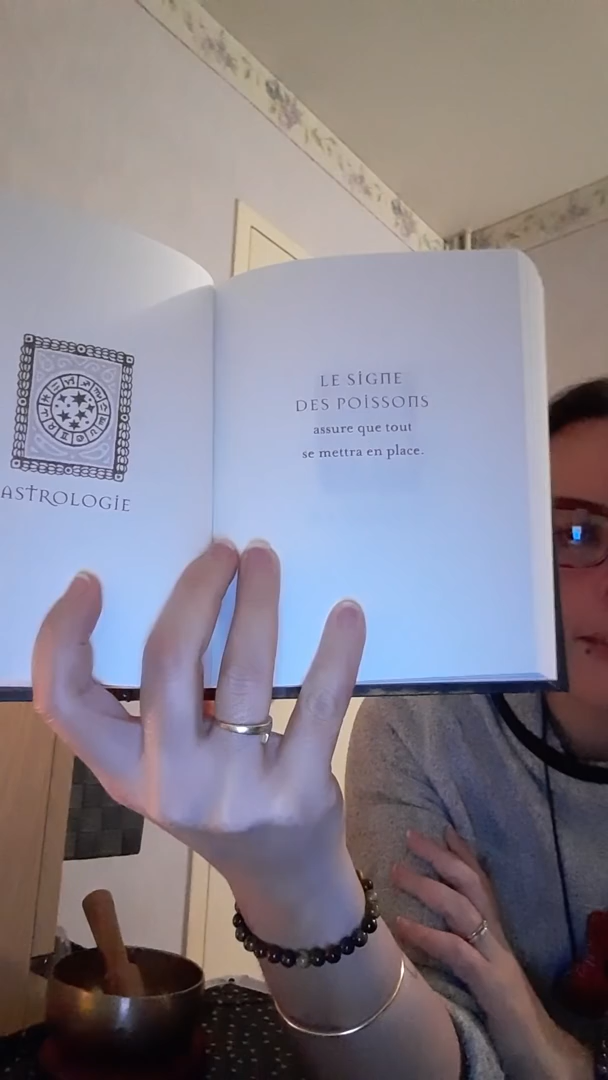 ASTROLOGIE
LE SIGNE
DES POISSONS
assure que tout
se mettra en place.